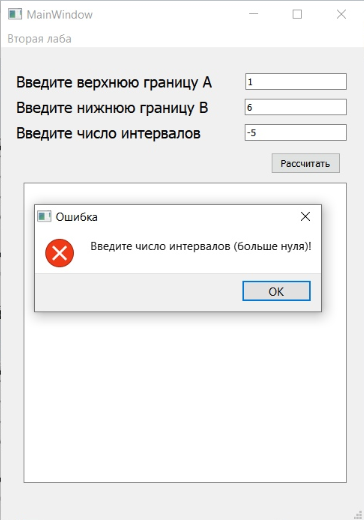 MainWindow
Вторая лаба
Введите верхнюю границу A
1
Введите нижнюю границу B
6
Введите число интервалов
-5
Рассчитать
Ошибка
Введите число интервалов (больше нуля)!
OK